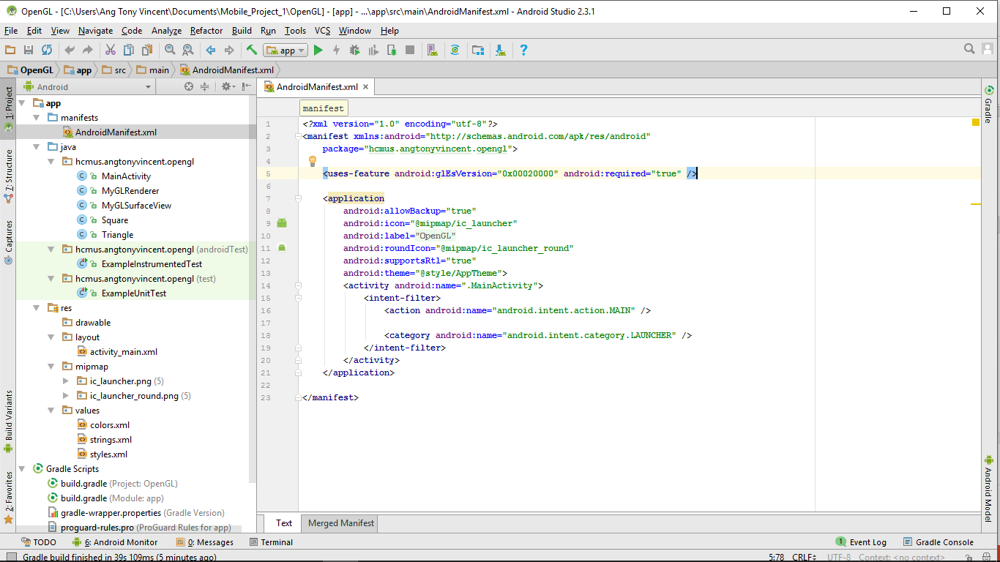 OpenGL - [C:\Users\Ang Tony Vincent\Documents\Mobile_Project_1\OpenGL] - [app] - ...\app\src\main\AndroidManifest.xml - Android Studio 2.3.1
File Edit View Navigate Code Analyze Refactor Build Run Tools VCS Window Help
app
OpenGL app src main AndroidManifest.xml
1: Project
7: Structure
Captures
Build Variants
2: Favorites
Android
app
manifests
AndroidManifest.xml
java
hcmus.angtonyvincent.opengl
MainActivity
MyGLRenderer
MyGLSurfaceView
Square
Triangle
hcmus.angtonyvincent.opengl (androidTest)
ExampleInstrumentedTest
hcmus.angtonyvincent.opengl (test)
ExampleUnitTest
res
drawable
layout
activity_main.xml
mipmap
ic_launcher.png (5)
ic_launcher_round.png (5)
values
colors.xml
strings.xml
styles.xml
Gradle Scripts
build.gradle (Project: OpenGL)
build.gradle (Module: app)
gradle-wrapper.properties (Gradle Version)
proguard-rules.pro (ProGuard Rules for app)
AndroidManifest.xml
manifest
1 <?xml version="1.0" encoding="utf-8"?>
2 <manifest xmlns:android="http://schemas.android.com/apk/res/android"
3 package="hcmus.angtonyvincent.opengl">
4
5 <uses-feature android:glEsVersion="0x00020000" android:required="true" />
6
7 <application
8 android:allowBackup="true"
9 android:icon="@mipmap/ic_launcher"
10 android:label="OpenGL"
11 android:roundIcon="@mipmap/ic_launcher_round"
12 android:supportsRtl="true"
13 android:theme="@style/AppTheme">
14 <activity android:name=".MainActivity">
15 <intent-filter>
16 <action android:name="android.intent.action.MAIN" />
17
18 <category android:name="android.intent.category.LAUNCHER" />
19 </intent-filter>
20 </activity>
21 </application>
22
23 </manifest>
Text Merged Manifest
Gradle
Android Model
TODO 6: Android Monitor 0: Messages Terminal 1 Event Log Gradle Console
Gradle build finished in 39s 109ms (5 minutes ago) 5:78 CRLF UTF-8 Context: <no context>